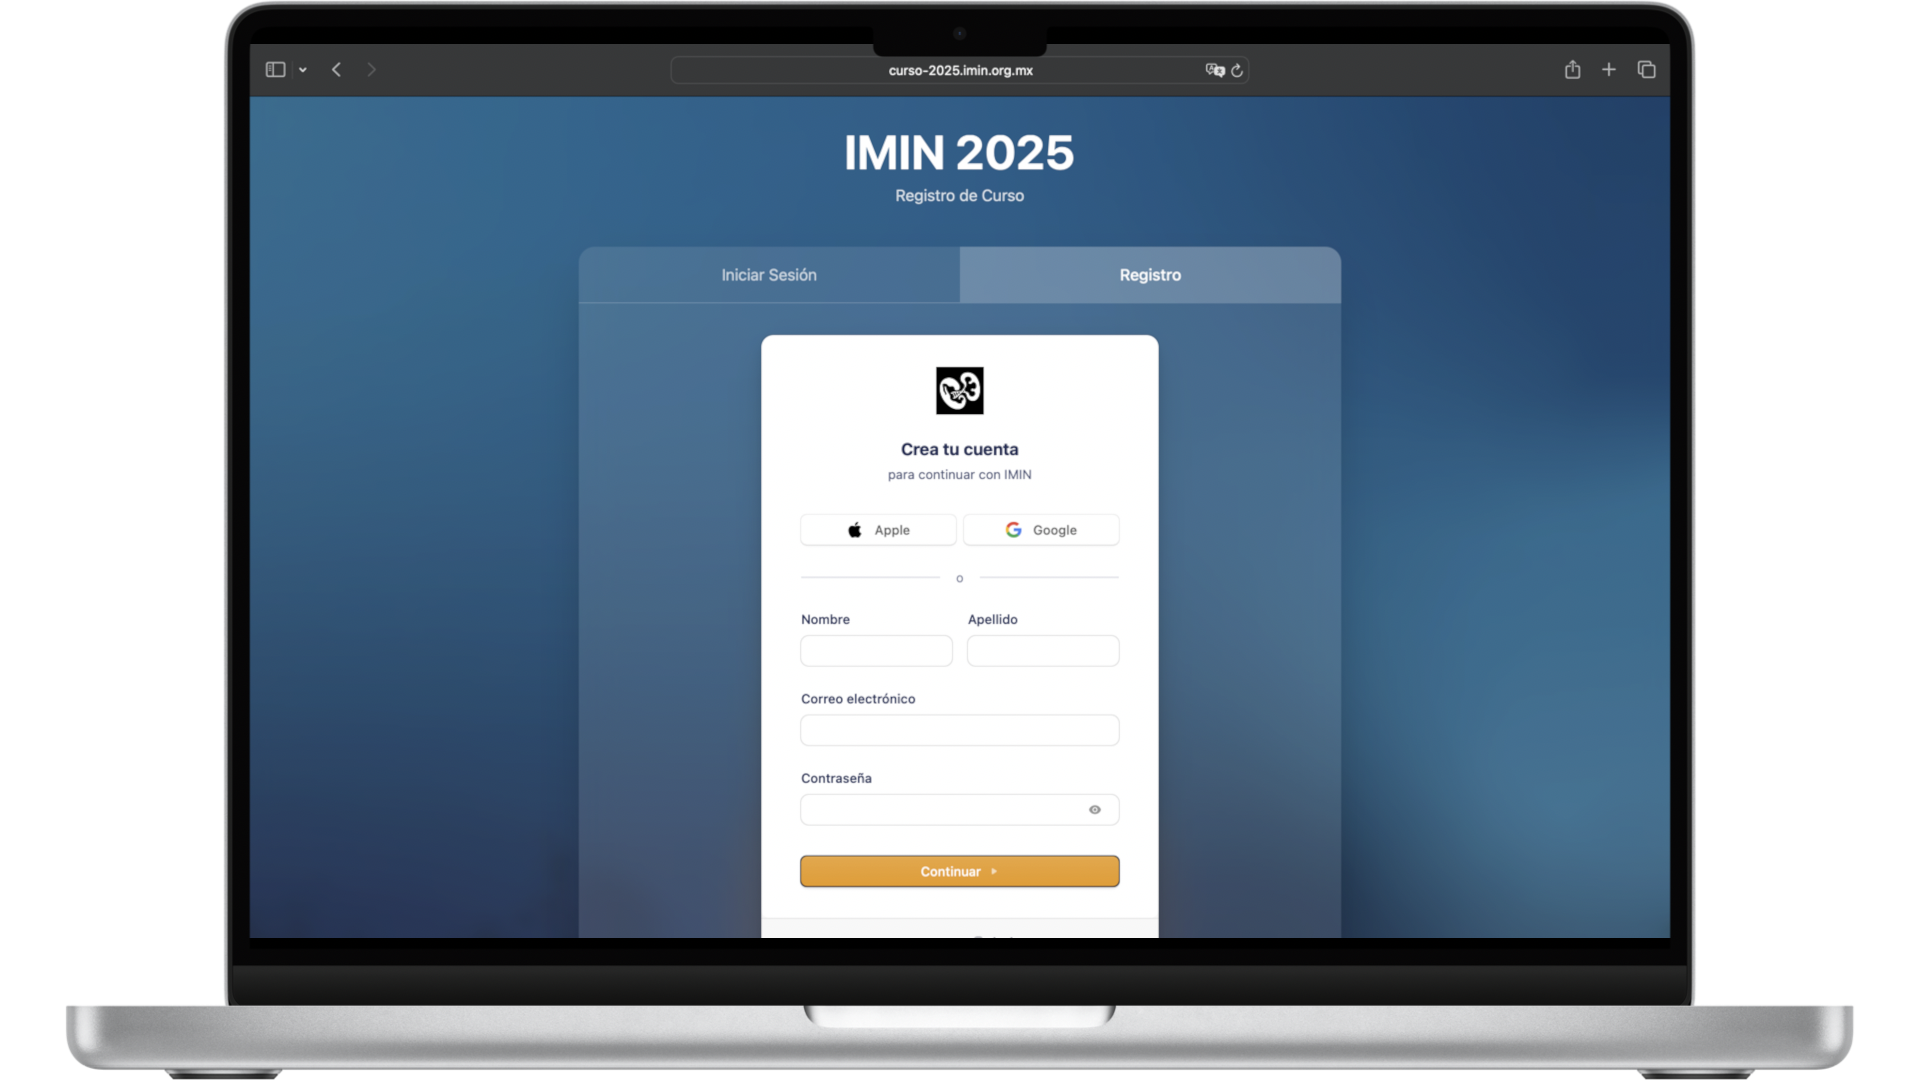 curso-2025.imin.org.mx
IMIN 2025
Registro de Curso
Iniciar Sesión
Registro
Crea tu cuenta
para continuar con IMIN
Apple
Google
o
Nombre
Apellido
Correo electrónico
Contraseña
Continuar